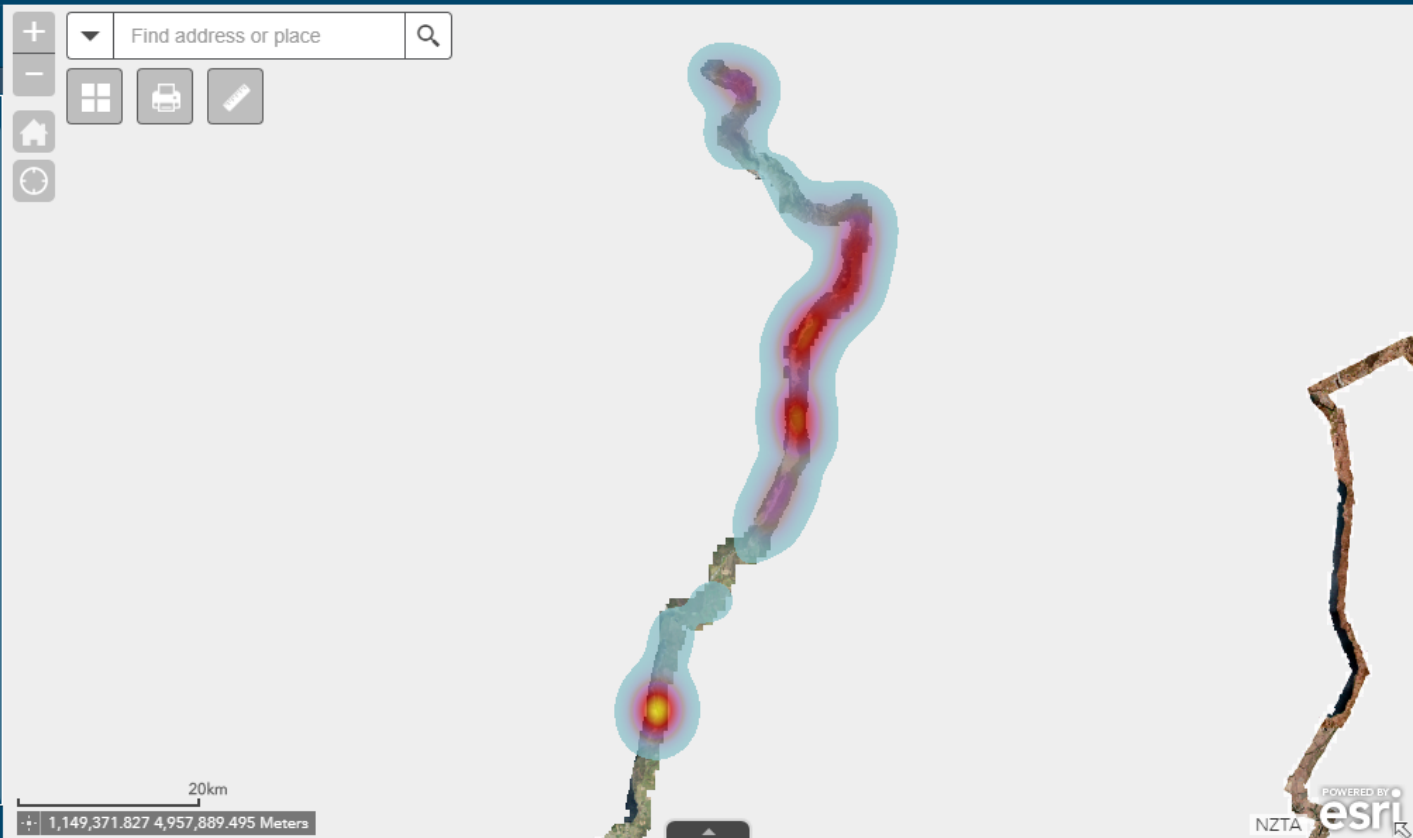 Find address or place
20km
1,149,371.827 4,957,889.495 Meters
POWERED BY
esri
NZTA